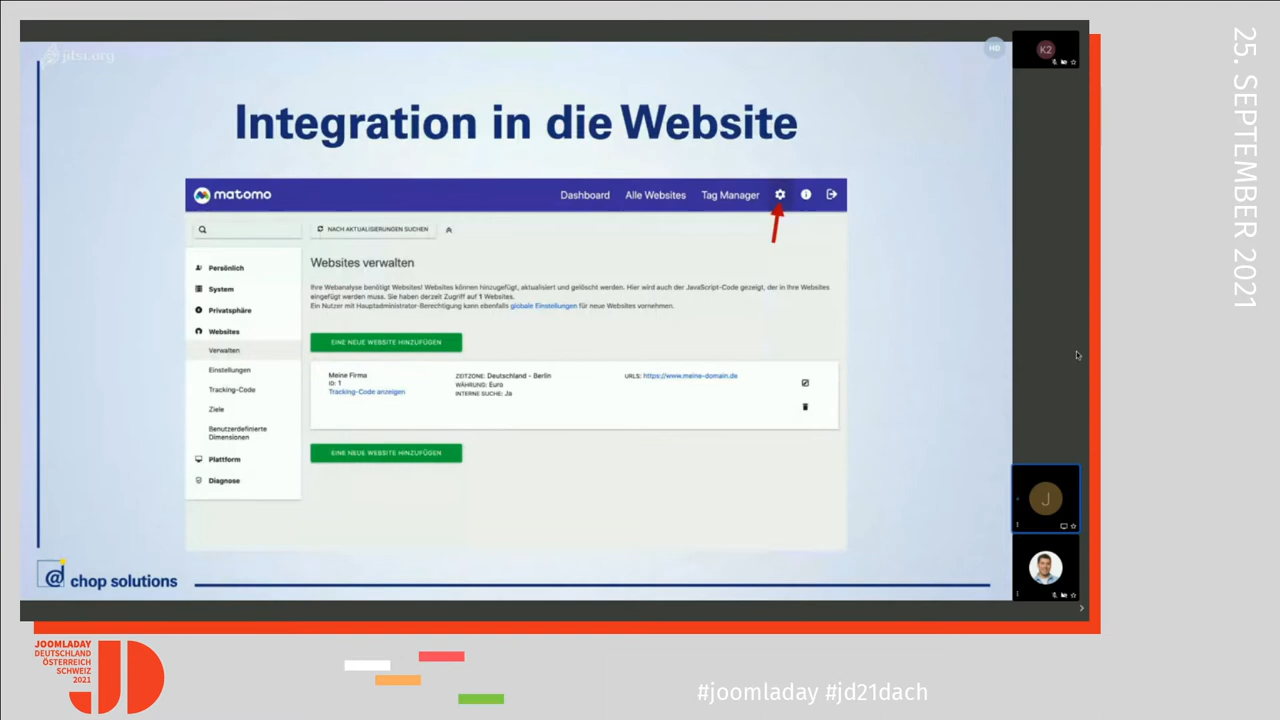 jitsi.org
HD
K2
Integration in die Website
matomo
Dashboard
Alle Websites
Tag Manager
NACH AKTUALISIERUNGEN SUCHEN
Persönlich
System
Privatsphäre
Websites
Verwalten
Einstellungen
Tracking-Code
Ziele
Benutzerdefinierte
Dimensionen
Plattform
Diagnose
Websites verwalten
Ihre Webanalyse benötigt Websites! Websites können hinzugefügt, aktualisiert und gelöscht werden. Hier wird auch der JavaScript-Code gezeigt, der in Ihre Websites
eingefügt werden muss. Sie haben derzeit Zugriff auf 1 Websites.
Ein Nutzer mit Hauptadministrator-Berechtigung kann ebenfalls globale Einstellungen für neue Websites vornehmen.
EINE NEUE WEBSITE HINZUFÜGEN
Meine Firma
ID: 1
Tracking-Code anzeigen
ZEITZONE: Deutschland - Berlin
WÄHRUNG: Euro
INTERNE SUCHE: Ja
URLS: https://www.meine-domain.de
EINE NEUE WEBSITE HINZUFÜGEN
J
@ chop solutions
25. SEPTEMBER 2021
JOOMLADAY
DEUTSCHLAND
ÖSTERREICH
SCHWEIZ
2021
JD
#joomladay #jd21dach